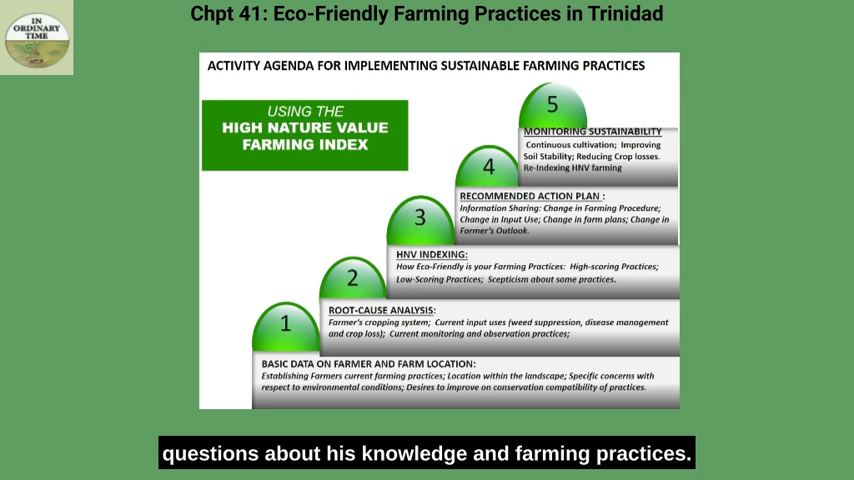 Chpt 41: Eco-Friendly Farming Practices in Trinidad
IN
ORDINARY
TIME
ACTIVITY AGENDA FOR IMPLEMENTING SUSTAINABLE FARMING PRACTICES
USING THE
HIGH NATURE VALUE
FARMING INDEX
5
MONITORING SUSTAINABILITY
Continuous cultivation; Improving
Soil Stability; Reducing Crop losses.
Re-Indexing HNV farming
4
RECOMMENDED ACTION PLAN :
Information Sharing: Change in Farming Procedure;
Change in Input Use; Change in farm plans; Change in
Farmer's Outlook.
3
HNV INDEXING:
How Eco-Friendly is your Farming Practices: High-scoring Practices;
Low-Scoring Practices; Scepticism about some practices.
2
ROOT-CAUSE ANALYSIS:
Farmer's cropping system; Current input uses (weed suppression, disease management
and crop loss); Current monitoring and observation practices;
1
BASIC DATA ON FARMER AND FARM LOCATION:
Establishing Farmers current farming practices; Location within the landscape; Specific concerns with
respect to environmental conditions; Desires to improve on conservation compatibility of practices.
questions about his knowledge and farming practices.